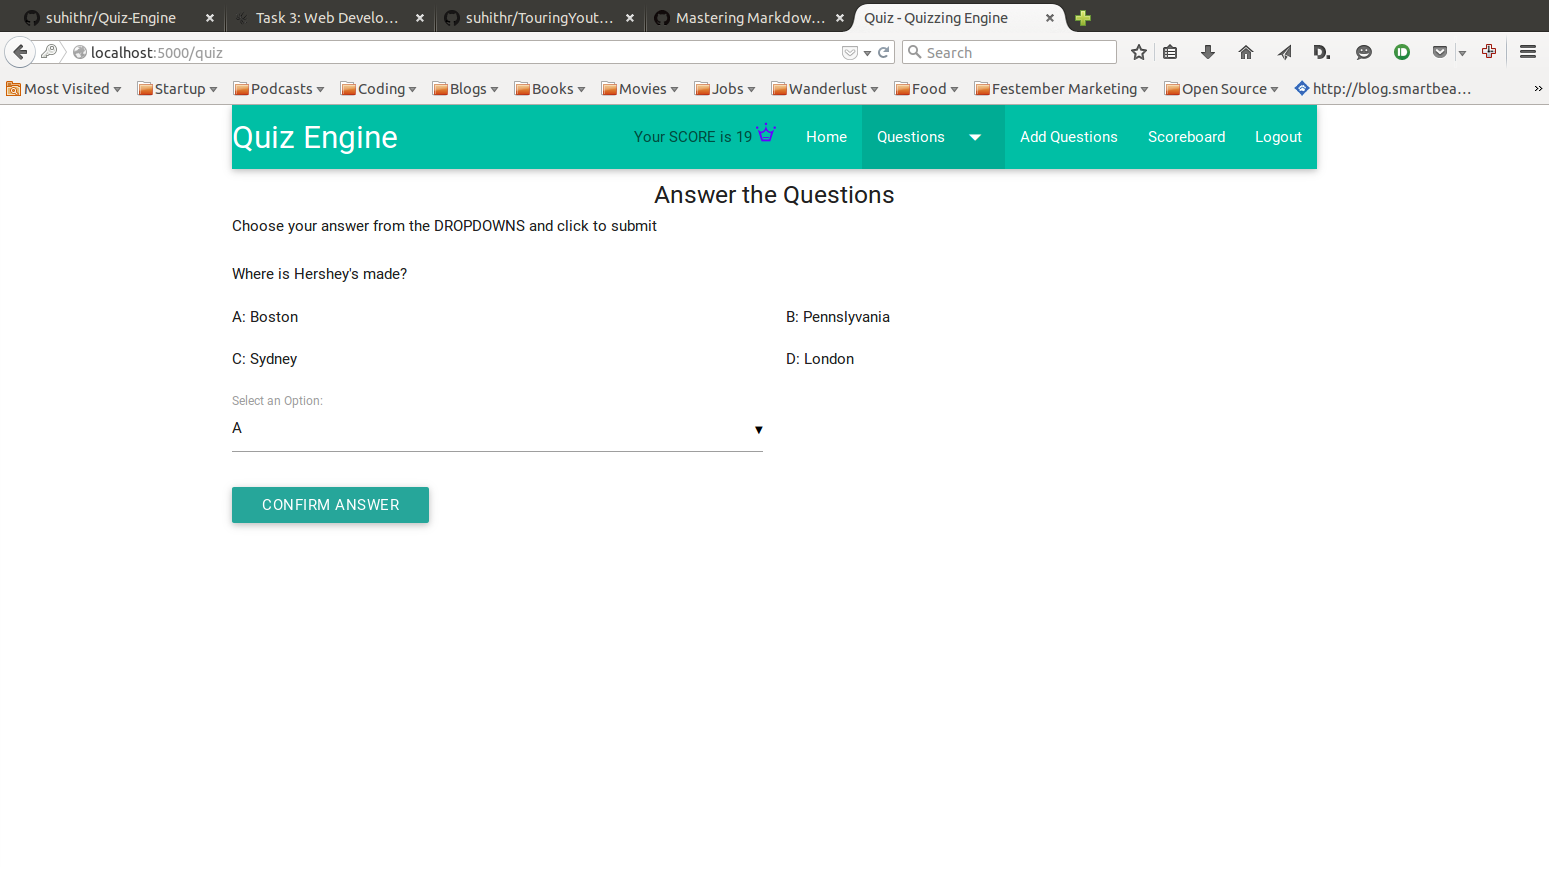 suhithr/Quiz-Engine
Task 3: Web Develo...
suhithr/TouringYout...
Mastering Markdow...
Quiz - Quizzing Engine
localhost:5000/quiz
Search
D.
Most Visited
Startup
Podcasts
Coding
Blogs
Books
Movies
Jobs
Wanderlust
Food
Festember Marketing
Open Source
http://blog.smartbea...
Quiz Engine
Your SCORE is 19
Home
Questions
Add Questions
Scoreboard
Logout
Answer the Questions
Choose your answer from the DROPDOWNS and click to submit
Where is Hershey's made?
A: Boston
B: Pennslyvania
C: Sydney
D: London
Select an Option:
A
CONFIRM ANSWER